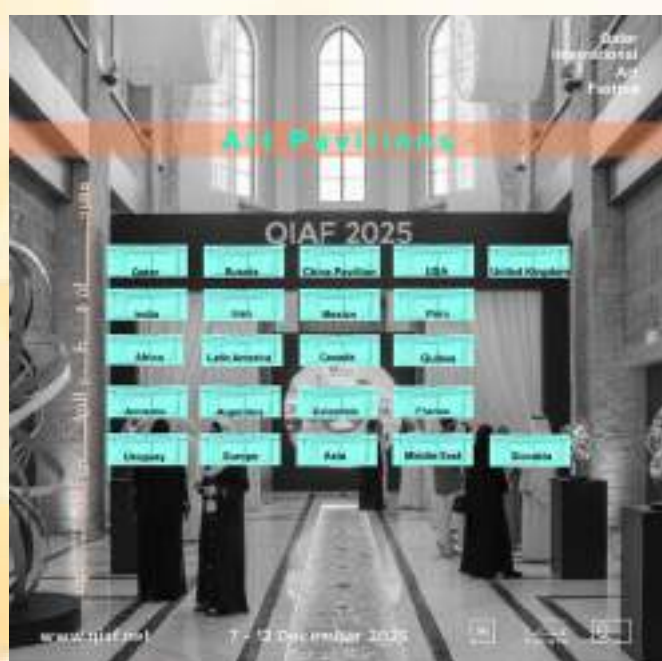 Qatar
International
Art
Festival
Art Pavilions
QIAF 2025
Qatar Russia China Pavilion USA United Kingdom
India Iran Mexico Peru
Africa Latin America Canada
Armenia Argentina Colombia
Uruguay Europe Asia Middle East Slovakia
www.qiaf.net 7 - 12 December 2025